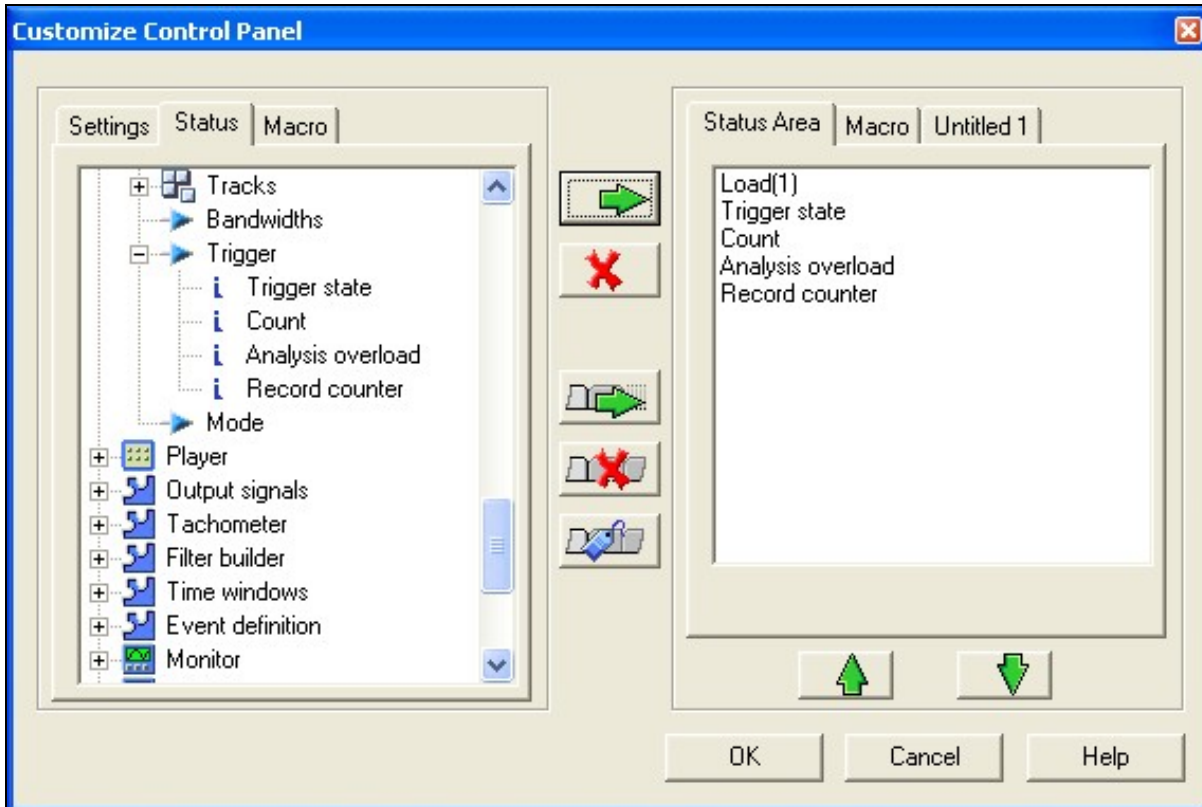 Customize Control Panel
Settings Status Macro
Tracks
Bandwidths
Trigger
Trigger state
Count
Analysis overload
Record counter
Mode
Player
Output signals
Tachometer
Filter builder
Time windows
Event definition
Monitor
Status Area Macro Untitled 1
Load(1)
Trigger state
Count
Analysis overload
Record counter
OK Cancel Help